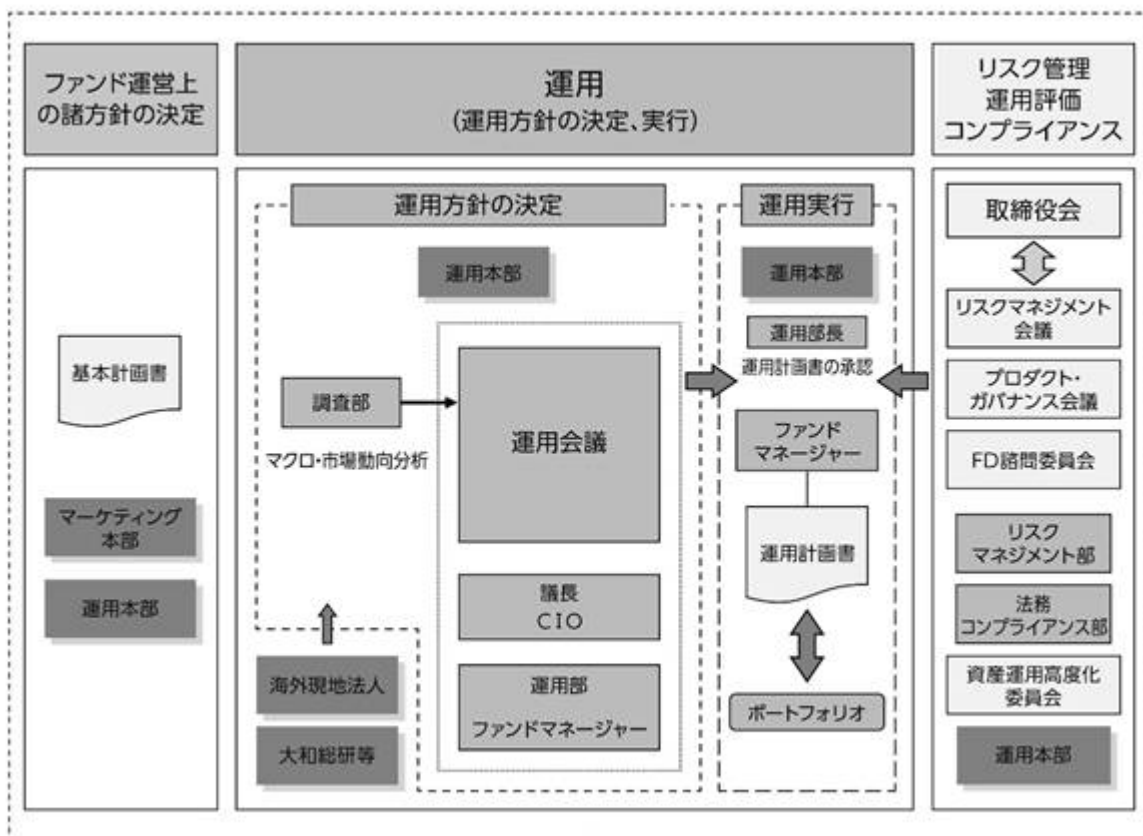 ファンド運営上
の諸方針の決定
基本計画書
マーケティング
本部
運用本部
運用
(運用方針の決定、実行)
運用方針の決定
運用本部
調査部
マクロ・市場動向分析
運用会議
議長
CIO
運用部
ファンドマネージャー
海外現地法人
大和総研等
運用実行
運用本部
運用部長
運用計画書の承認
ファンド
マネージャー
運用計画書
ポートフォリオ
リスク管理
運用評価
コンプライアンス
取締役会
リスクマネジメント
会議
プロダクト・
ガバナンス会議
FD諮問委員会
リスク
マネジメント部
法務
コンプライアンス部
資産運用高度化
委員会
運用本部